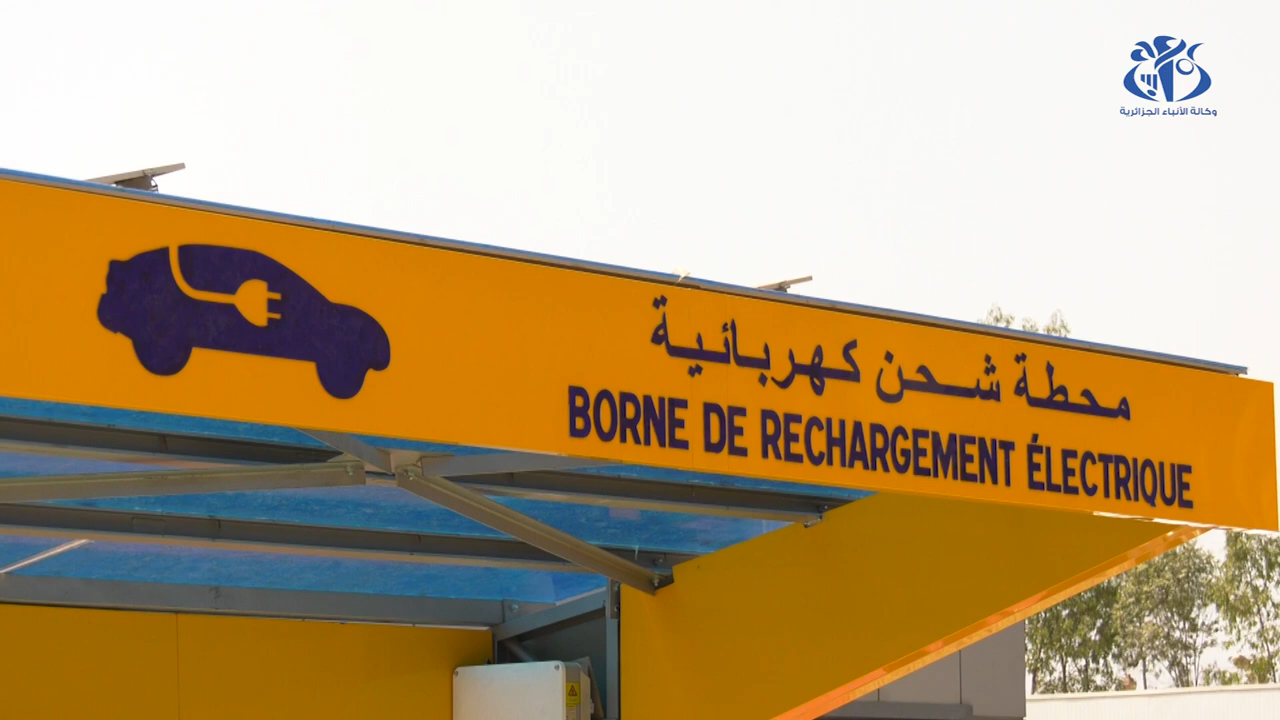 وكالة الأنباء الجزائرية
محطة شحن كهربائية
BORNE DE RECHARGEMENT ÉLECTRIQUE